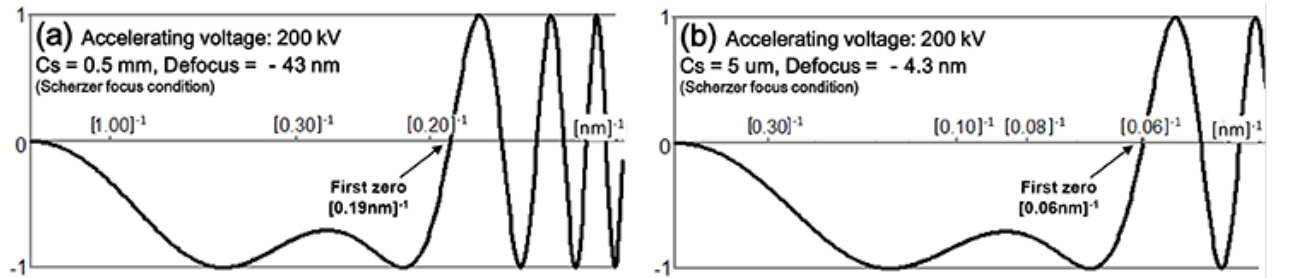 1
(a) Accelerating voltage: 200 kV
Cs = 0.5 mm, Defocus = - 43 nm
(Scherzer focus condition)
[1.00]⁻¹ [0.30]⁻¹ [0.20]⁻¹ [nm]⁻¹
0
First zero
[0.19nm]⁻¹
-1
1
(b) Accelerating voltage: 200 kV
Cs = 5 um, Defocus = - 4.3 nm
(Scherzer focus condition)
[0.30]⁻¹ [0.10]⁻¹ [0.08]⁻¹ [0.06]⁻¹ [nm]⁻¹
0
First zero
[0.06nm]⁻¹
-1